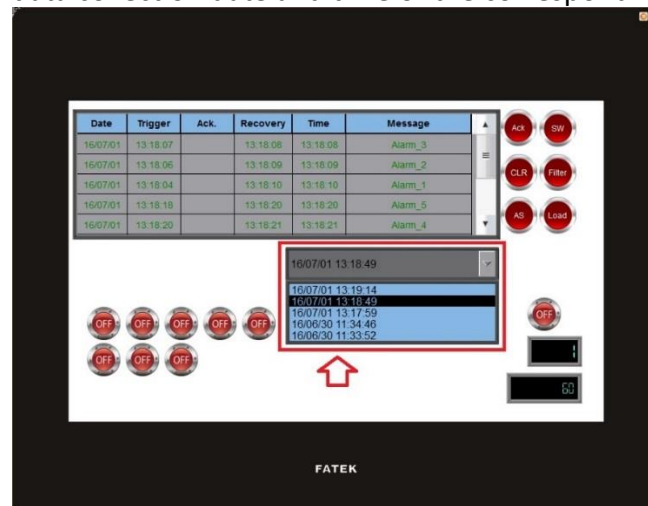 Date Trigger Ack. Recovery Time Message
16/07/01 13:18:07 13:18:08 13:18:08 Alarm_3
16/07/01 13:18:06 13:18:09 13:18:09 Alarm_2
16/07/01 13:18:04 13:18:10 13:18:10 Alarm_1
16/07/01 13:18:18 13:18:20 13:18:20 Alarm_5
16/07/01 13:18:20 13:18:21 13:18:21 Alarm_4
Ack SW
CLR Filter
AS Load
16/07/01 13:18:49
16/07/01 13:19:14
16/07/01 13:18:49
16/07/01 13:17:59
16/06/30 11:34:46
16/06/30 11:33:52
OFF OFF OFF OFF OFF
OFF OFF OFF
OFF
1
60
FATEK